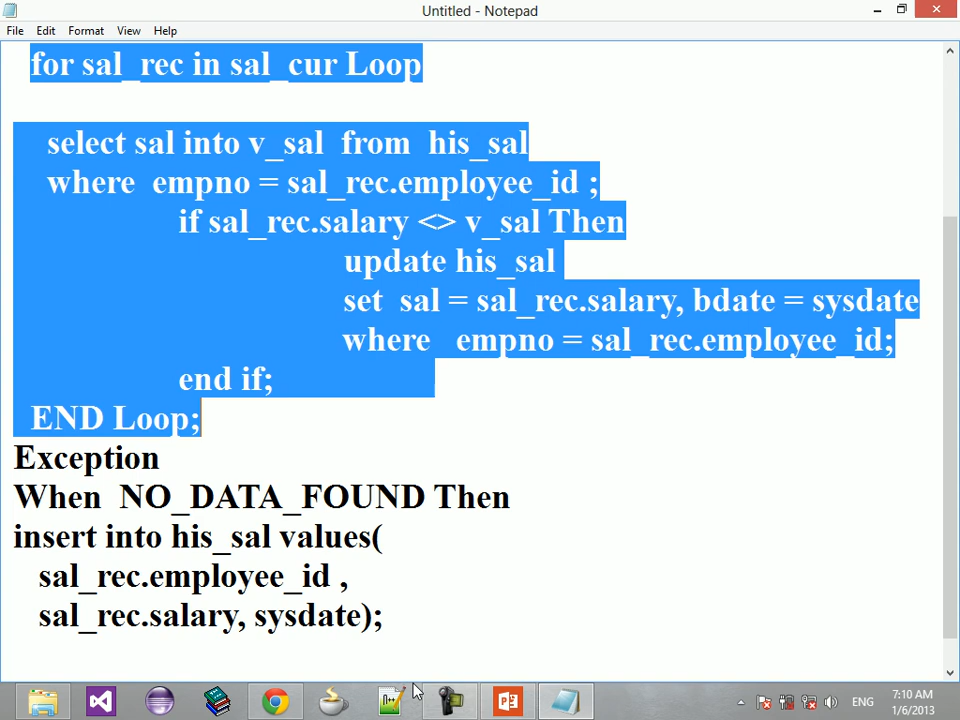 Untitled - Notepad
File Edit Format View Help
for sal_rec in sal_cur Loop
select sal into v_sal from his_sal
where empno = sal_rec.employee_id ;
if sal_rec.salary <> v_sal Then
update his_sal
set sal = sal_rec.salary, bdate = sysdate
where empno = sal_rec.employee_id;
end if;
END Loop;
Exception
When NO_DATA_FOUND Then
insert into his_sal values(
sal_rec.employee_id ,
sal_rec.salary, sysdate);
ENG
7:10 AM
1/6/2013